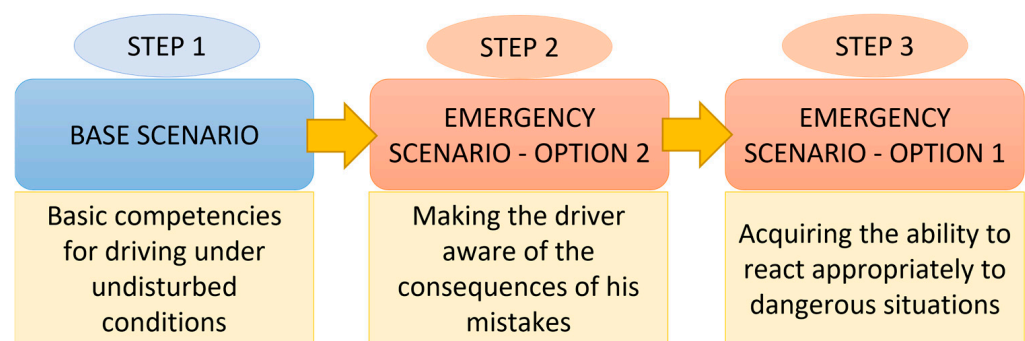 STEP 1
BASE SCENARIO
Basic competencies
for driving under
undisturbed
conditions
STEP 2
EMERGENCY
SCENARIO - OPTION 2
Making the driver
aware of the
consequences of his
mistakes
STEP 3
EMERGENCY
SCENARIO - OPTION 1
Acquiring the ability to
react appropriately to
dangerous situations